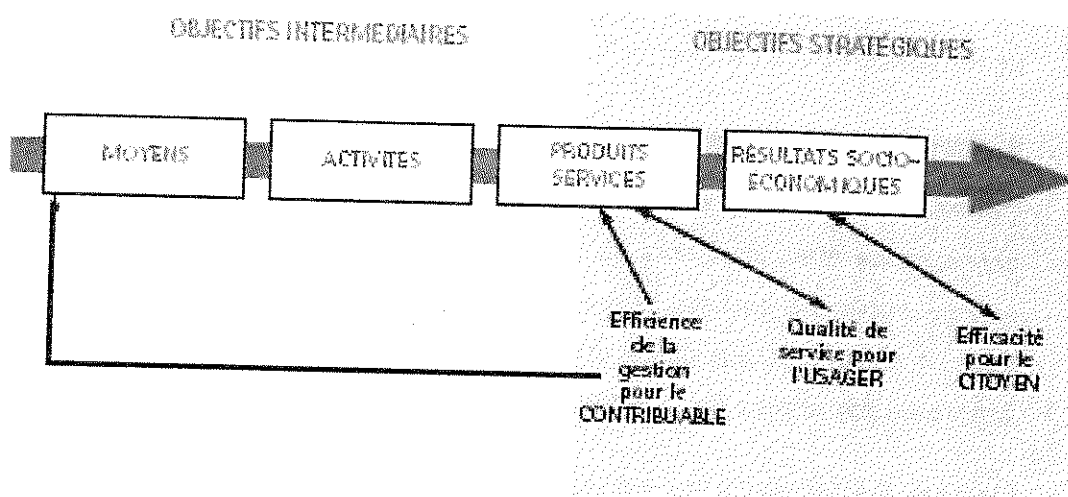 OBJECTIFS INTERMEDIAIRES
OBJECTIFS STRATÉGIQUES
MOYENS
ACTIVITES
PRODUITS
SERVICES
RÉSULTATS SOCIO-
ECONOMIQUES
Efficience
de la
gestion
pour le
CONTRIBUABLE
Qualité de
service pour
l'USAGER
Efficacité
pour le
CITOYEN